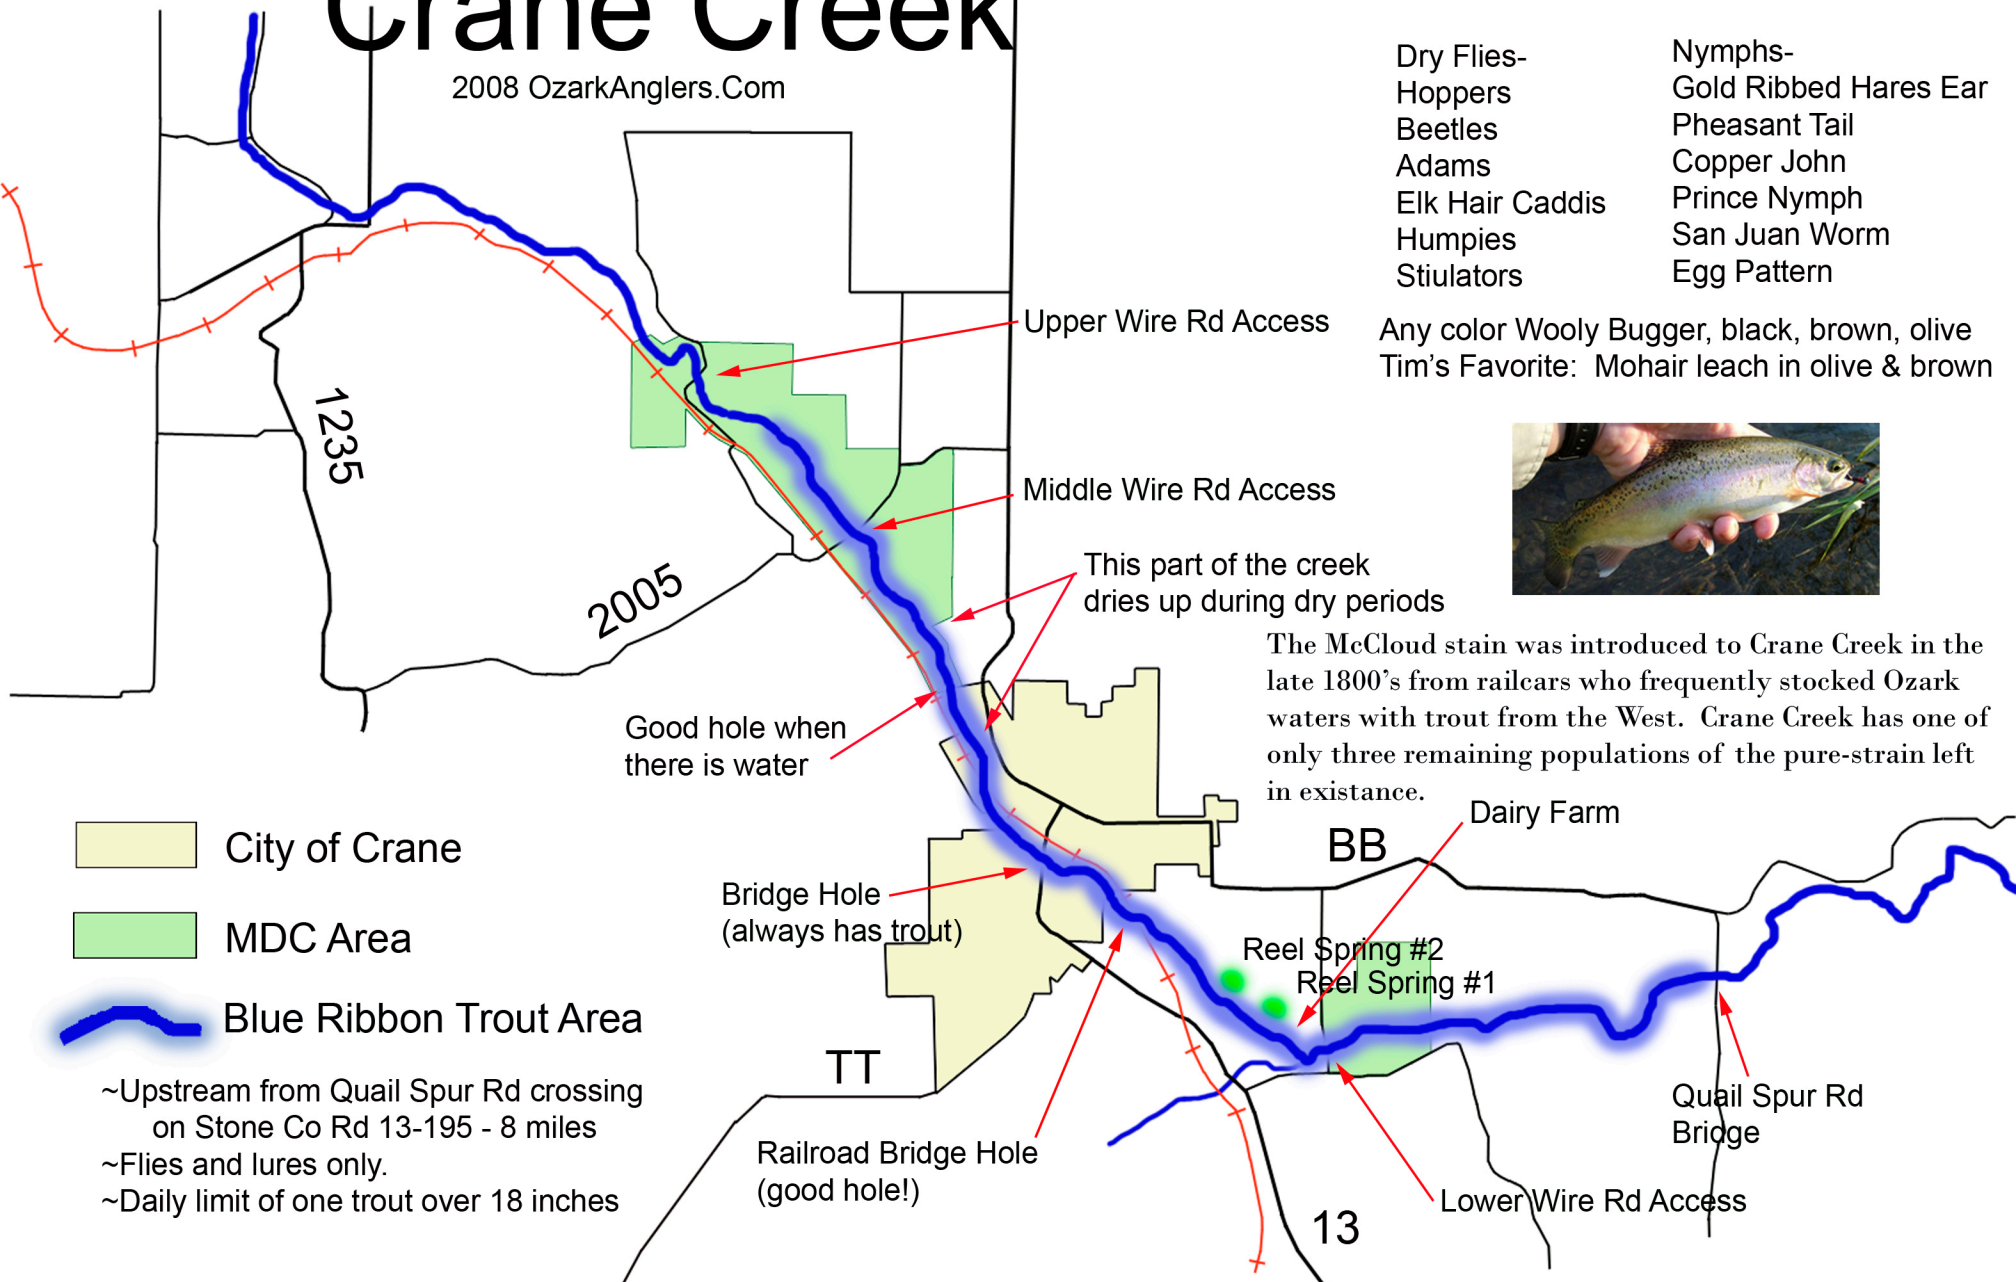 Crane Creek
2008 OzarkAnglers.Com
Dry Flies-
Hoppers
Beetles
Adams
Elk Hair Caddis
Humpies
Stiulators
Nymphs-
Gold Ribbed Hares Ear
Pheasant Tail
Copper John
Prince Nymph
San Juan Worm
Egg Pattern
Any color Wooly Bugger, black, brown, olive
Tim's Favorite:  Mohair leach in olive & brown
Upper Wire Rd Access
1235
Middle Wire Rd Access
2005
This part of the creek
dries up during dry periods
The McCloud stain was introduced to Crane Creek in the
late 1800's from railcars who frequently stocked Ozark
waters with trout from the West.  Crane Creek has one of
only three remaining populations of the pure-strain left
in existance.
Good hole when
there is water
Dairy Farm
BB
City of Crane
MDC Area
Blue Ribbon Trout Area
~Upstream from Quail Spur Rd crossing
on Stone Co Rd 13-195 - 8 miles
~Flies and lures only.
~Daily limit of one trout over 18 inches
Bridge Hole
(always has trout)
Reel Spring #2
Reel Spring #1
TT
Railroad Bridge Hole
(good hole!)
Quail Spur Rd
Bridge
Lower Wire Rd Access
13